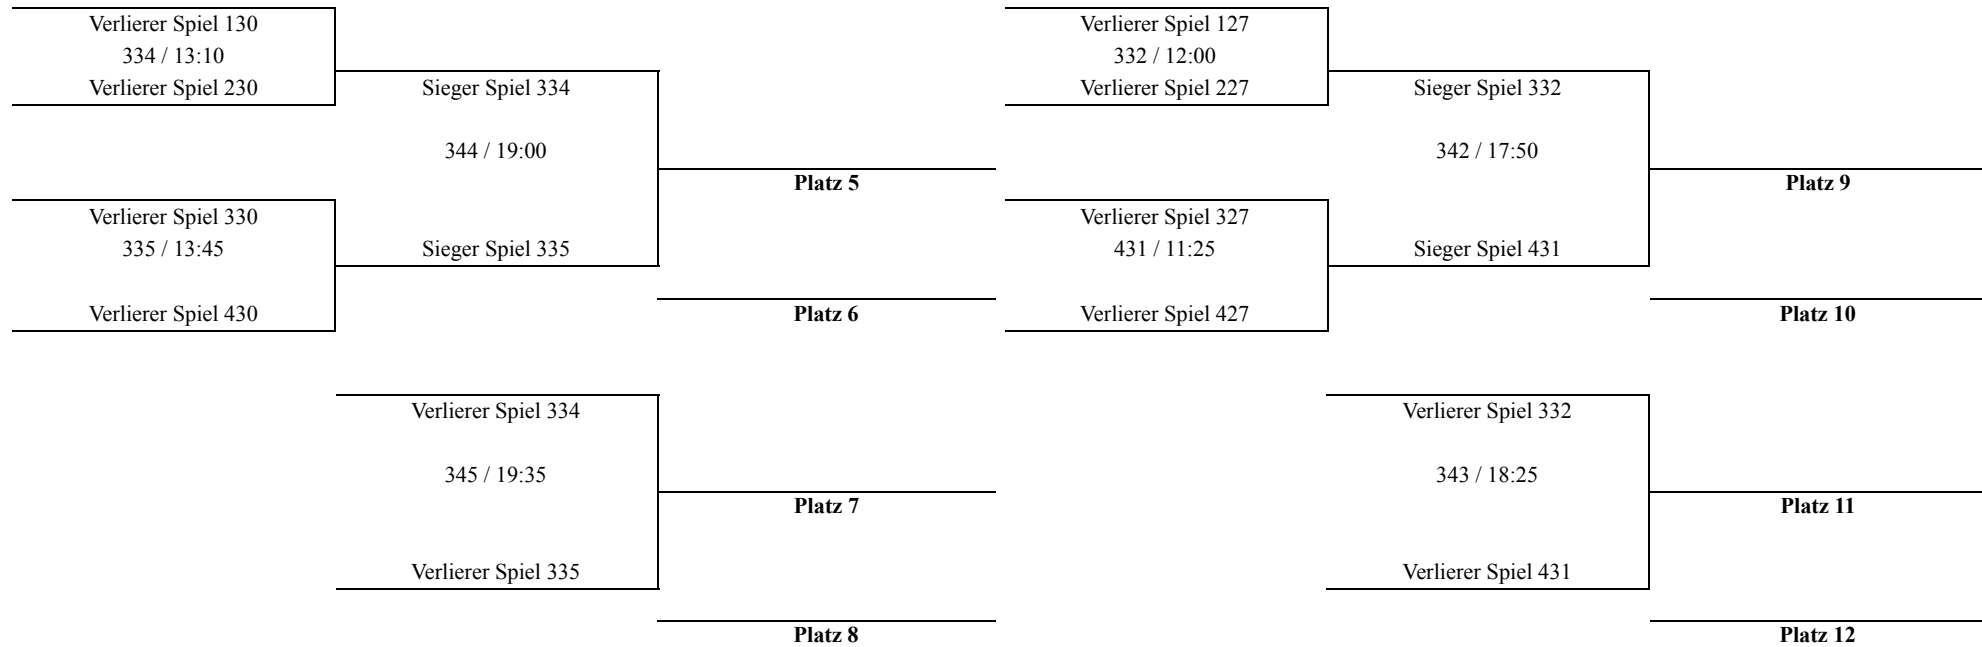 Verlierer Spiel 130
334 / 13:10
Verlierer Spiel 230
Sieger Spiel 334
344 / 19:00
Platz 5
Verlierer Spiel 330
335 / 13:45
Sieger Spiel 335
Verlierer Spiel 430
Platz 6
Verlierer Spiel 334
345 / 19:35
Platz 7
Verlierer Spiel 335
Platz 8
Verlierer Spiel 127
332 / 12:00
Verlierer Spiel 227
Sieger Spiel 332
342 / 17:50
Platz 9
Verlierer Spiel 327
431 / 11:25
Sieger Spiel 431
Verlierer Spiel 427
Platz 10
Verlierer Spiel 332
343 / 18:25
Platz 11
Verlierer Spiel 431
Platz 12